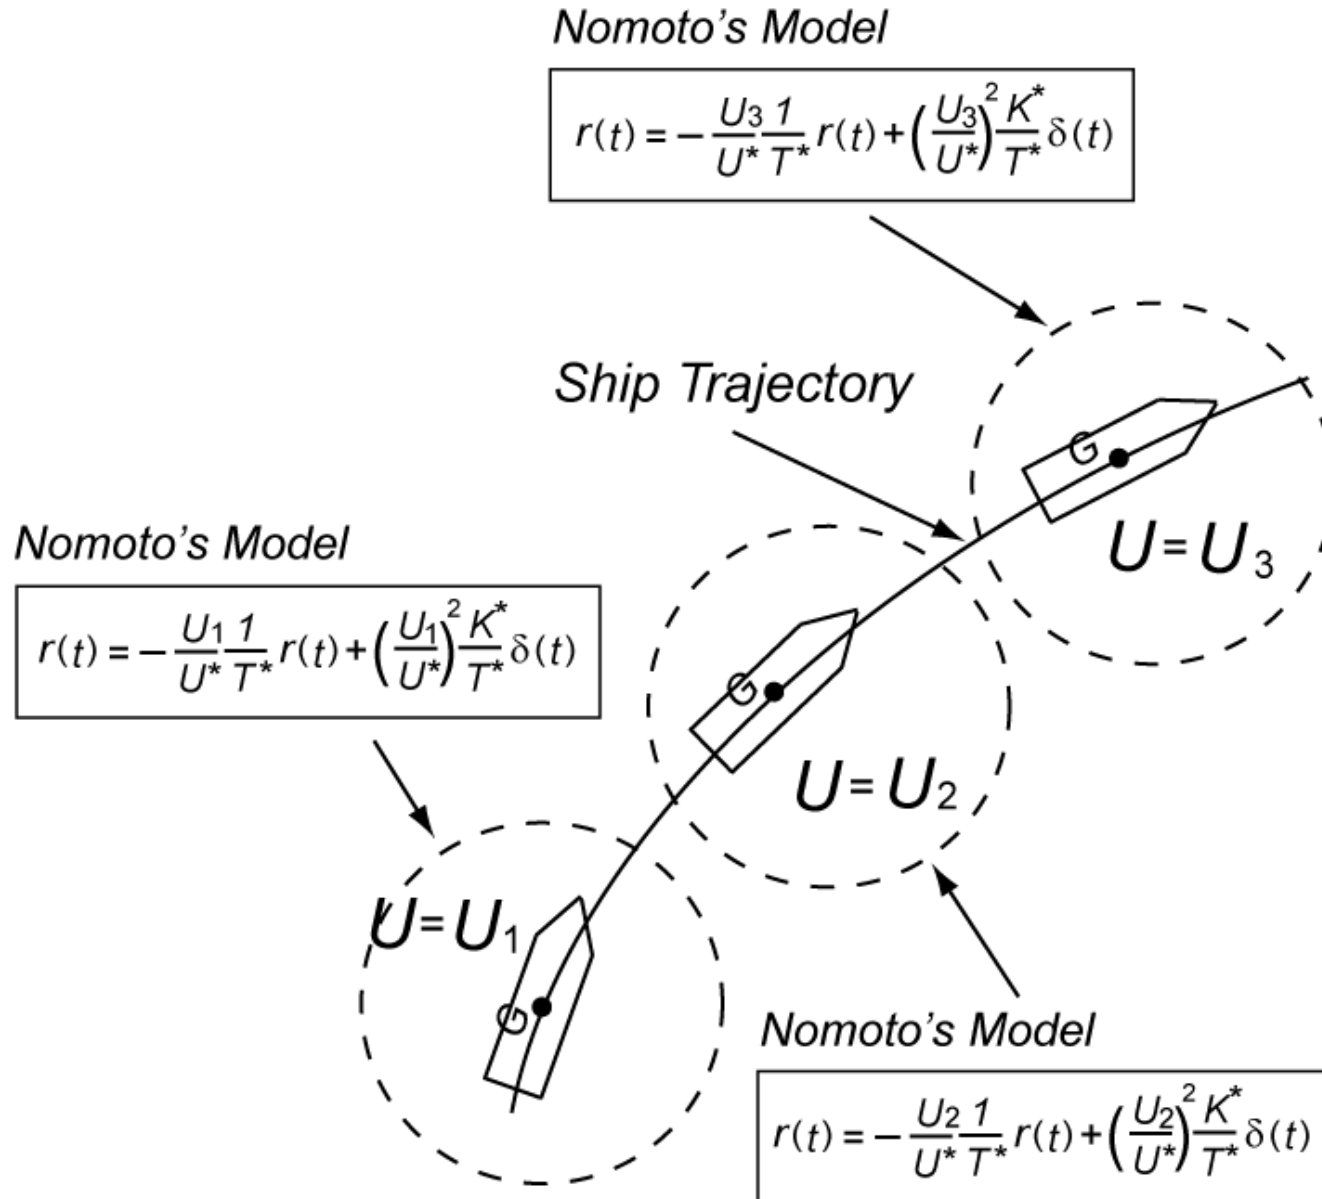 Nomoto's Model
r(t) = − U3/U* 1/T* r(t) + (U3/U*)² K*/T* δ(t)
Ship Trajectory
G
U = U3
Nomoto's Model
r(t) = − U1/U* 1/T* r(t) + (U1/U*)² K*/T* δ(t)
G
U = U2
U = U1
G
Nomoto's Model
r(t) = − U2/U* 1/T* r(t) + (U2/U*)² K*/T* δ(t)